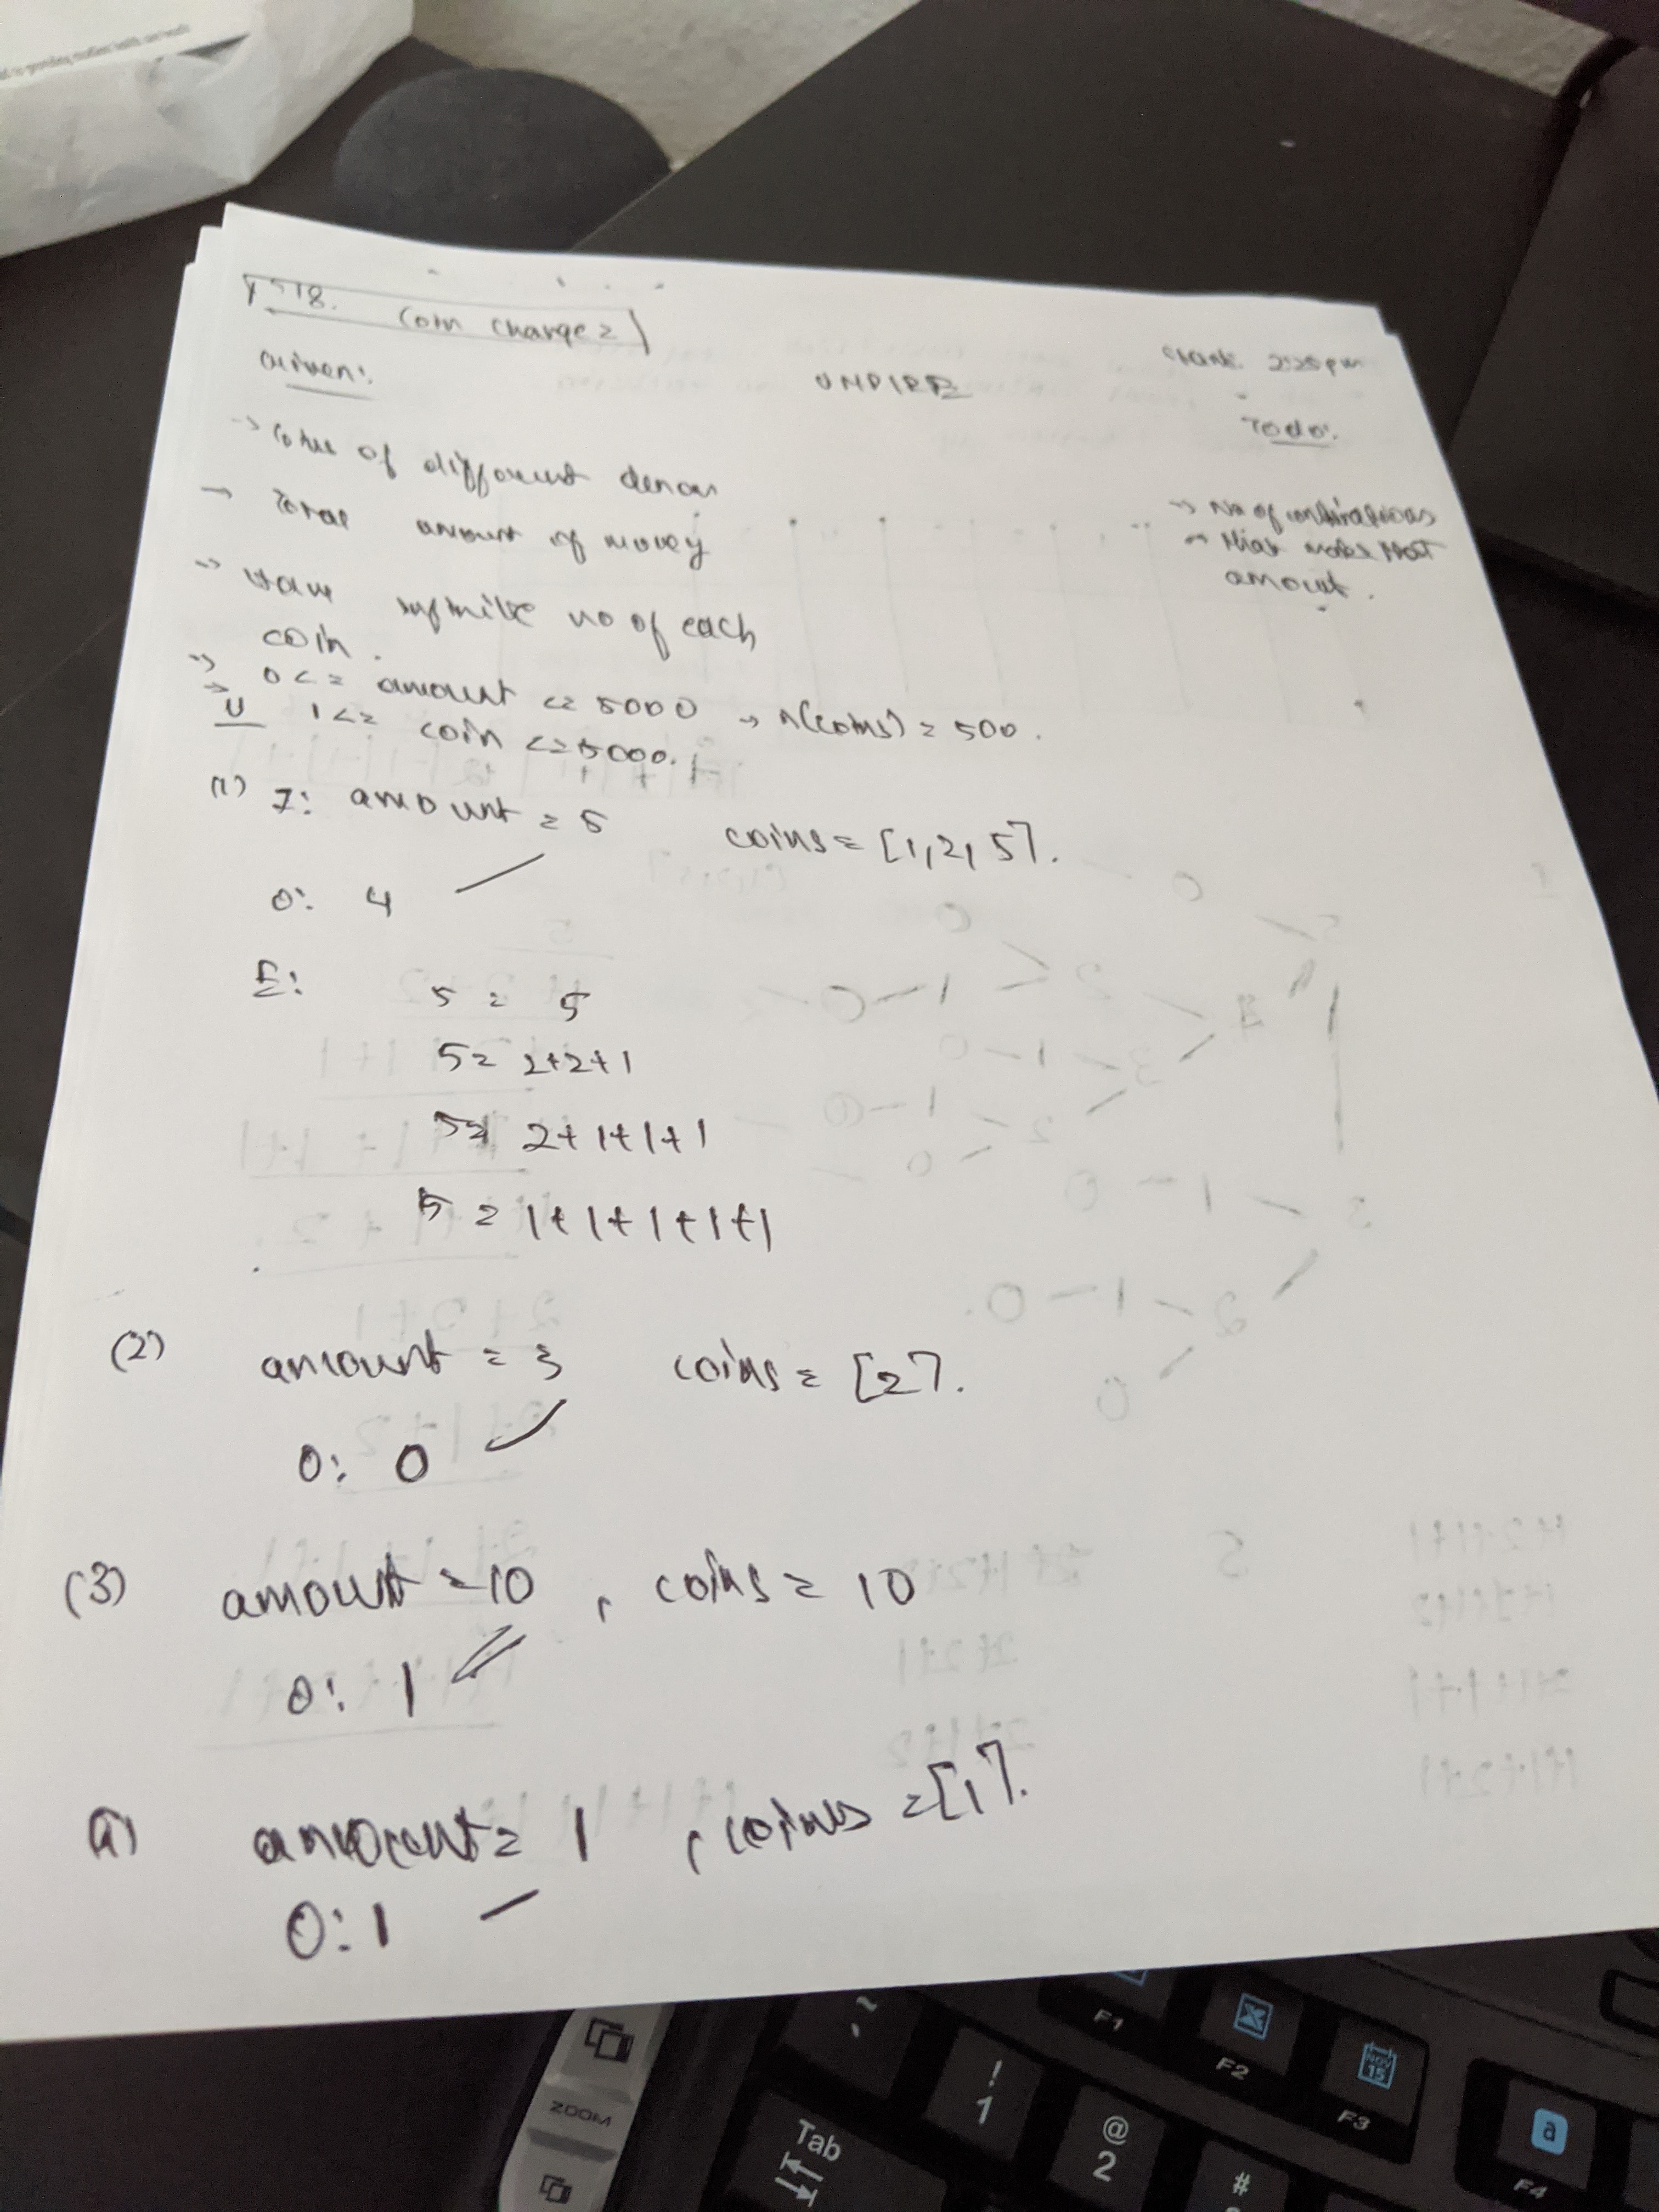 518. Coin Change 2
Start: 2:25pm
Given:
UMPIRE
Todo:
→ Coins of different denom
→ Total amount of money
→ No of combinations
→ that makes that
amount.
→ Have infinite no of each
coin.
→ 0 <= amount <= 5000 → n(coins) = 500.
→ 1 <= coin <= 5000.
U
(1) I: amount = 5 coins = [1,2,5].
O: 4
E: 5 = 5
5 = 2+2+1
5 = 2+1+1+1
5 = 1+1+1+1+1
(2) amount = 3 coins = [2].
O: 0
(3) amount = 10, coins = 10
O: 1
4) amount = 1, coins = [1].
O: 1
F1
F2
NOV
15
F3
a
F4
ZOOM
~
!
1
@
2
#
Tab